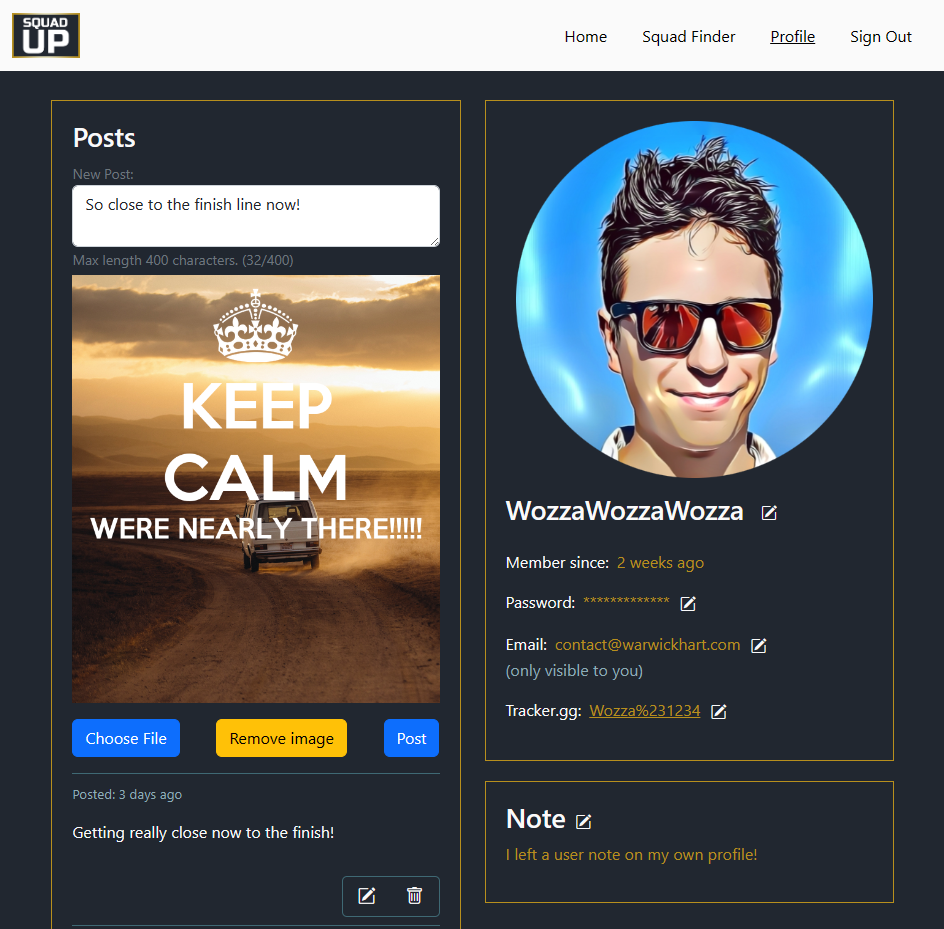 SQUAD
UP
Home
Squad Finder
Profile
Sign Out
Posts
New Post:
So close to the finish line now!
Max length 400 characters. (32/400)
KEEP
CALM
WERE NEARLY THERE!!!!!
Choose File
Remove image
Post
Posted: 3 days ago
Getting really close now to the finish!
WozzaWozzaWozza
Member since: 2 weeks ago
Password: *************
Email: contact@warwickhart.com
(only visible to you)
Tracker.gg: Wozza%231234
Note
I left a user note on my own profile!